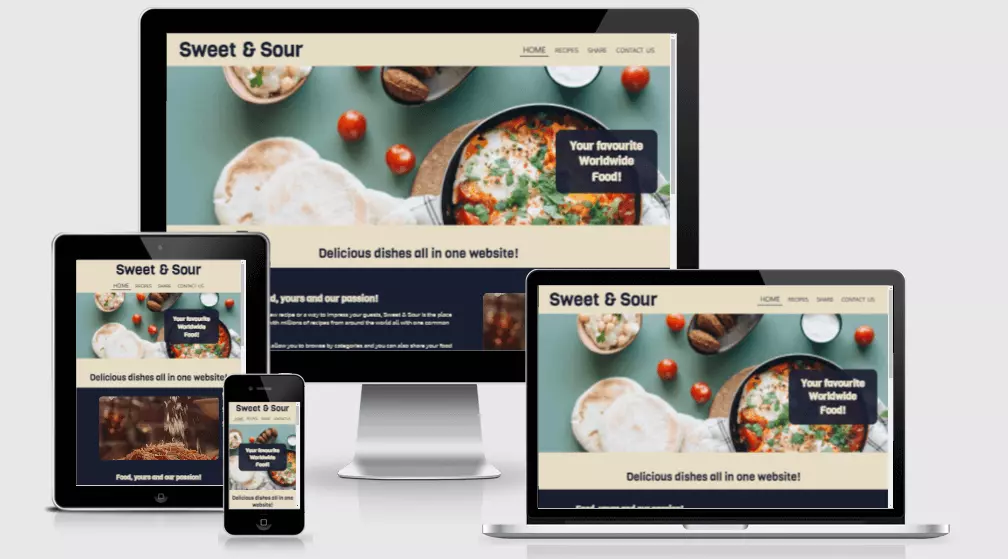 Sweet & Sour
HOME RECIPES SHARE CONTACT US
Your favourite
Worldwide
Food!
Delicious dishes all in one website!
d, yours and our passion!
ew recipe or a way to impress your guests, Sweet & Sour is the place
with millions of recipes from around the world all with one common
allow you to browse by categories and you can also share your food
Sweet & Sour
HOME RECIPES SHARE CONTACT US
Your favourite
Worldwide
Food!
Delicious dishes all in one website!
Food, yours and our passion!
Sweet & Sour
HOME RECIPES SHARE CONTACT US
Your favourite
Worldwide
Food!
Delicious dishes all in one
website!
Sweet & Sour
HOME RECIPES SHARE CONTACT US
Your favourite
Worldwide
Food!
Delicious dishes all in one website!
Food, yours and our passion!